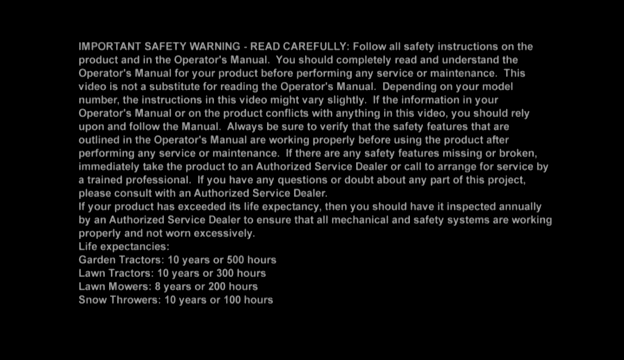 IMPORTANT SAFETY WARNING - READ CAREFULLY: Follow all safety instructions on the
product and in the Operator's Manual. You should completely read and understand the
Operator's Manual for your product before performing any service or maintenance. This
video is not a substitute for reading the Operator's Manual. Depending on your model
number, the instructions in this video might vary slightly. If the information in your
Operator's Manual or on the product conflicts with anything in this video, you should rely
upon and follow the Manual. Always be sure to verify that the safety features that are
outlined in the Operator's Manual are working properly before using the product after
performing any service or maintenance. If there are any safety features missing or broken,
immediately take the product to an Authorized Service Dealer or call to arrange for service by
a trained professional. If you have any questions or doubt about any part of this project,
please consult with an Authorized Service Dealer.
If your product has exceeded its life expectancy, then you should have it inspected annually
by an Authorized Service Dealer to ensure that all mechanical and safety systems are working
properly and not worn excessively.
Life expectancies:
Garden Tractors: 10 years or 500 hours
Lawn Tractors: 10 years or 300 hours
Lawn Mowers: 8 years or 200 hours
Snow Throwers: 10 years or 100 hours